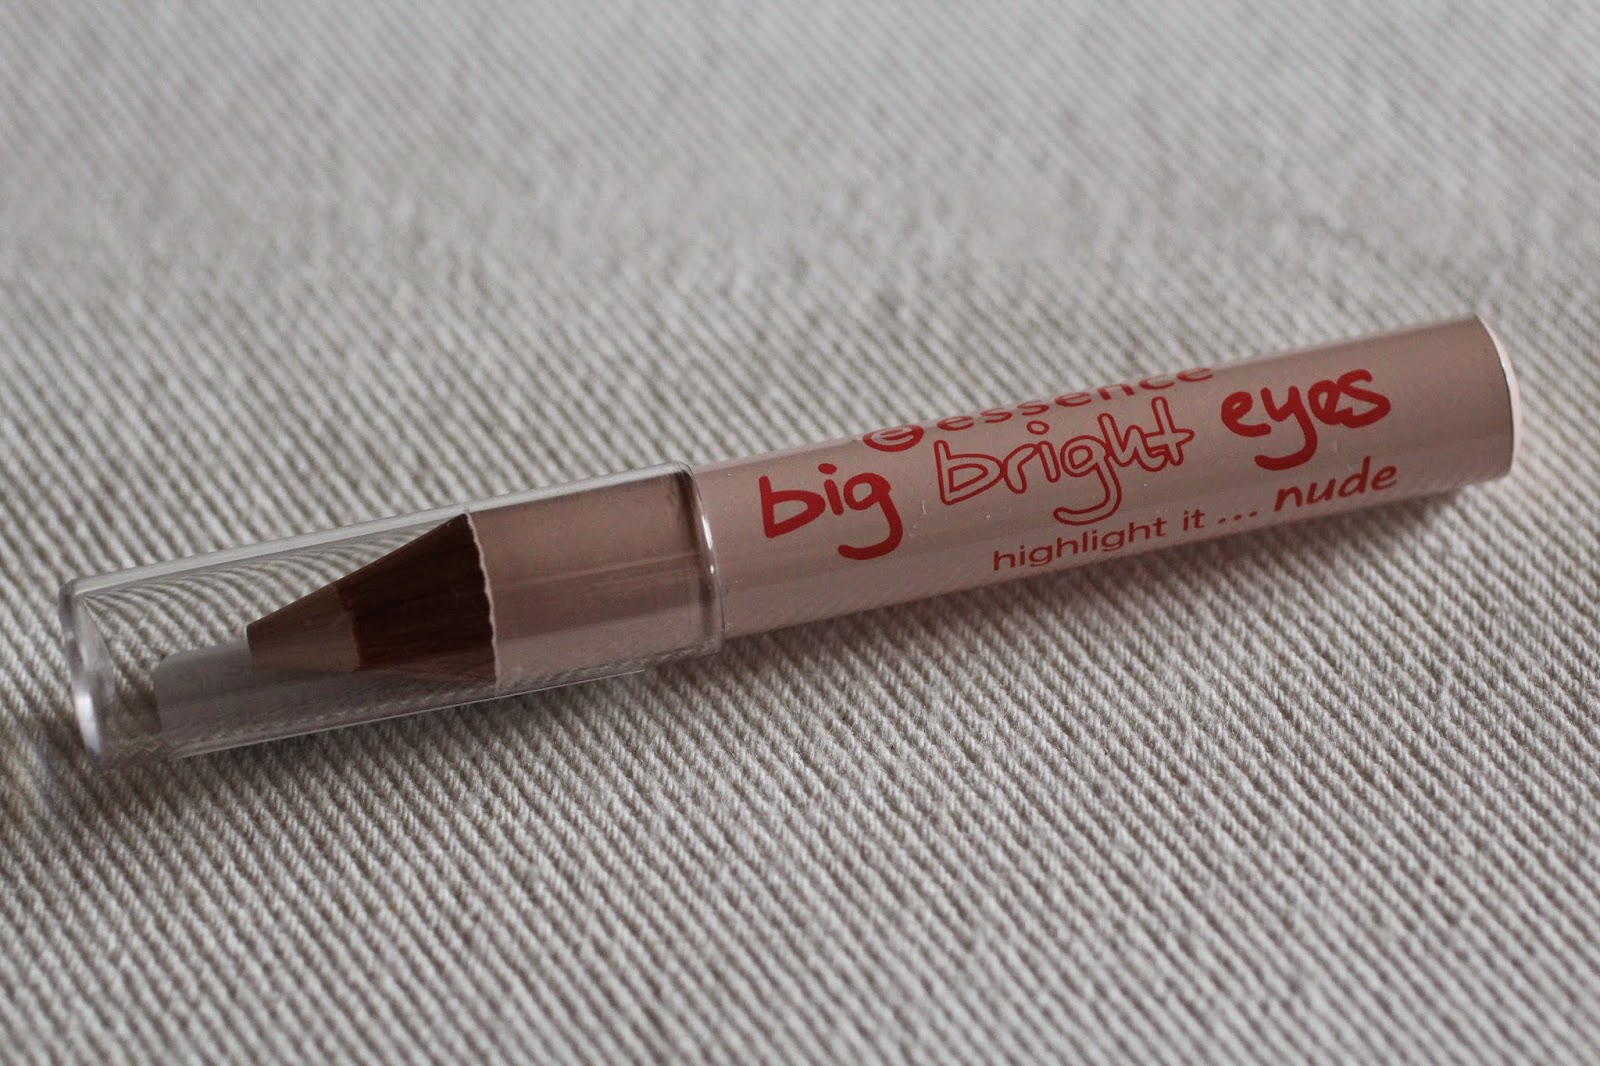 e essence
big bright eyes
highlight it... nude